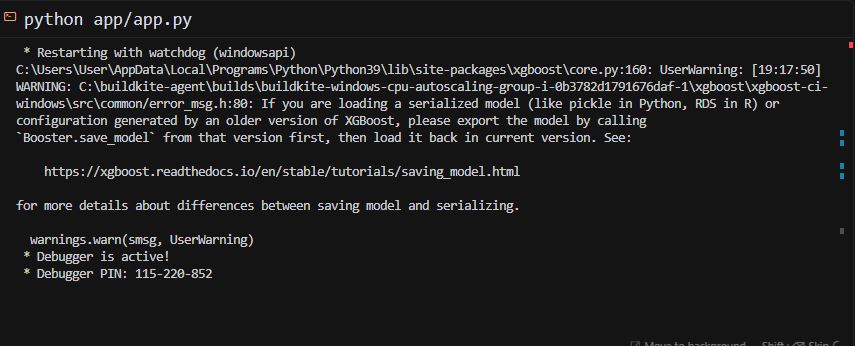 python app/app.py
* Restarting with watchdog (windowsapi)
C:\Users\User\AppData\Local\Programs\Python\Python39\lib\site-packages\xgboost\core.py:160: UserWarning: [19:17:50]
WARNING: C:\buildkite-agent\builds\buildkite-windows-cpu-autoscaling-group-i-0b3782d1791676daf-1\xgboost\xgboost-ci-
windows\src\common/error_msg.h:80: If you are loading a serialized model (like pickle in Python, RDS in R) or
configuration generated by an older version of XGBoost, please export the model by calling
`Booster.save_model` from that version first, then load it back in current version. See:
https://xgboost.readthedocs.io/en/stable/tutorials/saving_model.html
for more details about differences between saving model and serializing.
warnings.warn(smsg, UserWarning)
* Debugger is active!
* Debugger PIN: 115-220-852
Move to background